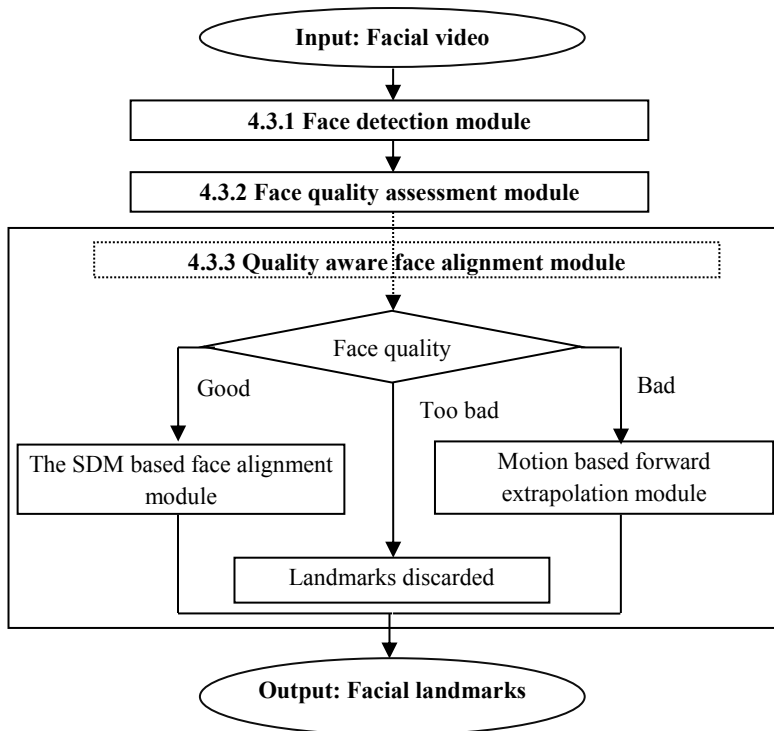 Input: Facial video
4.3.1 Face detection module
4.3.2 Face quality assessment module
4.3.3 Quality aware face alignment module
Face quality
Good
Too bad
Bad
The SDM based face alignment
module
Motion based forward
extrapolation module
Landmarks discarded
Output: Facial landmarks